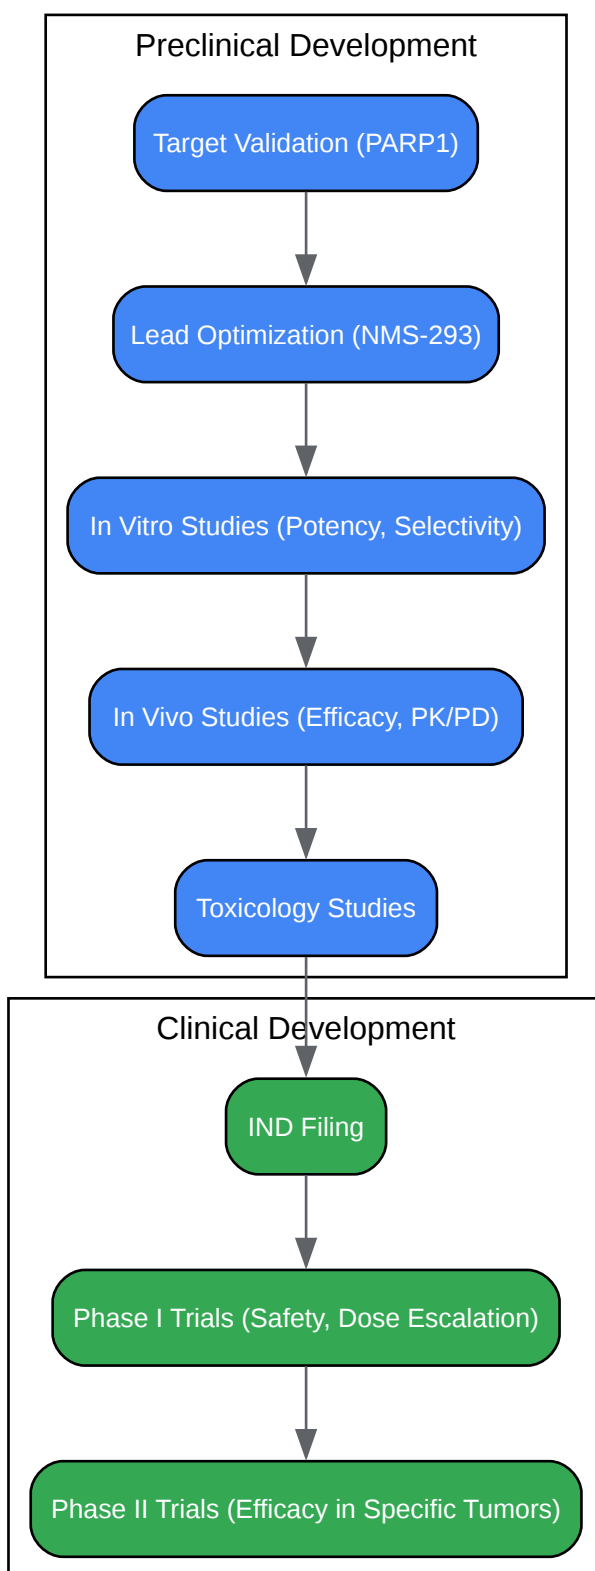 Preclinical Development
Target Validation (PARP1)
Lead Optimization (NMS-293)
In Vitro Studies (Potency, Selectivity)
In Vivo Studies (Efficacy, PK/PD)
Toxicology Studies
Clinical Development
IND Filing
Phase I Trials (Safety, Dose Escalation)
Phase II Trials (Efficacy in Specific Tumors)